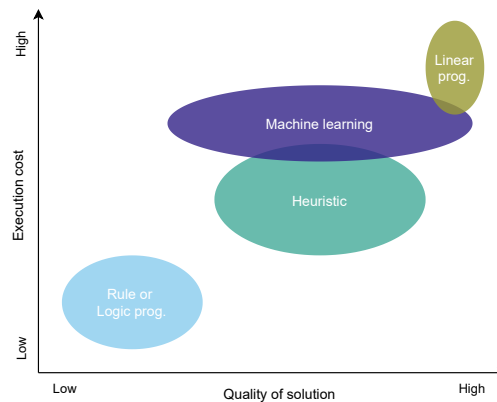 High
Execution cost
Low
Linear
prog.
Machine learning
Heuristic
Rule or
Logic prog.
Low
Quality of solution
High